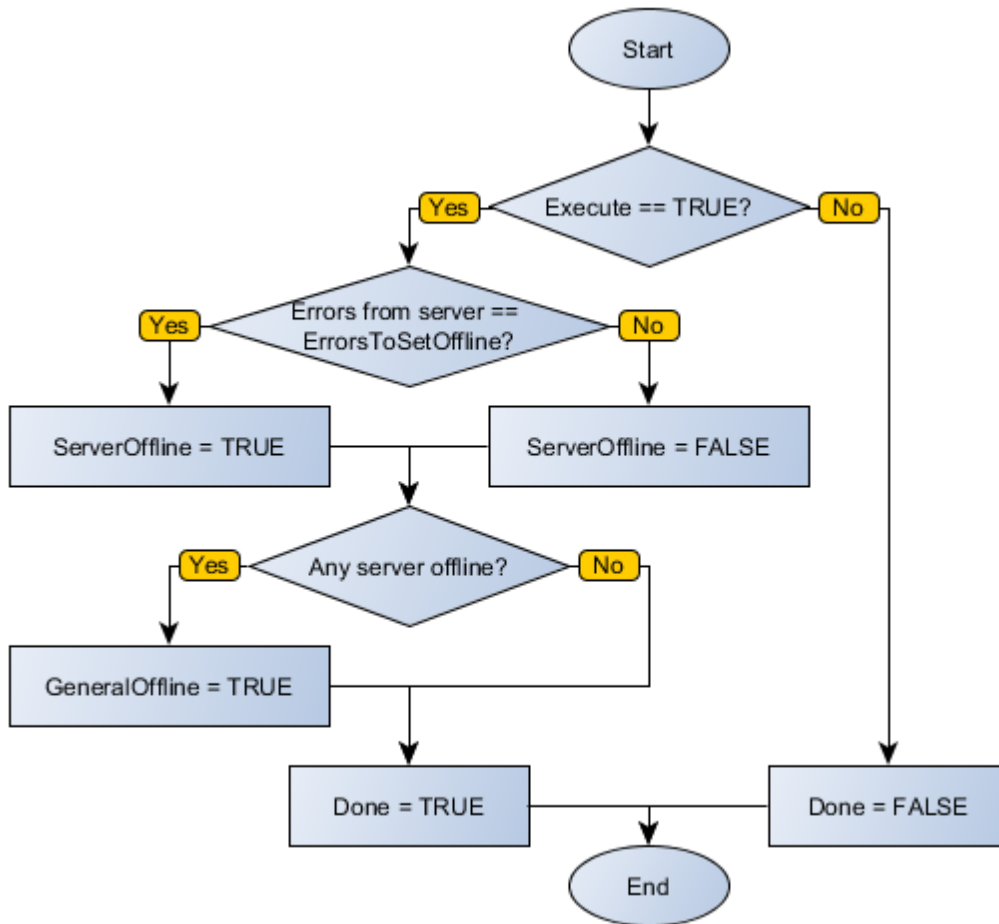 Start
Execute == TRUE?
Yes
No
Errors from server ==
ErrorsToSetOffline?
Yes
No
ServerOffline = TRUE
ServerOffline = FALSE
Any server offline?
Yes
No
GeneralOffline = TRUE
Done = TRUE
Done = FALSE
End